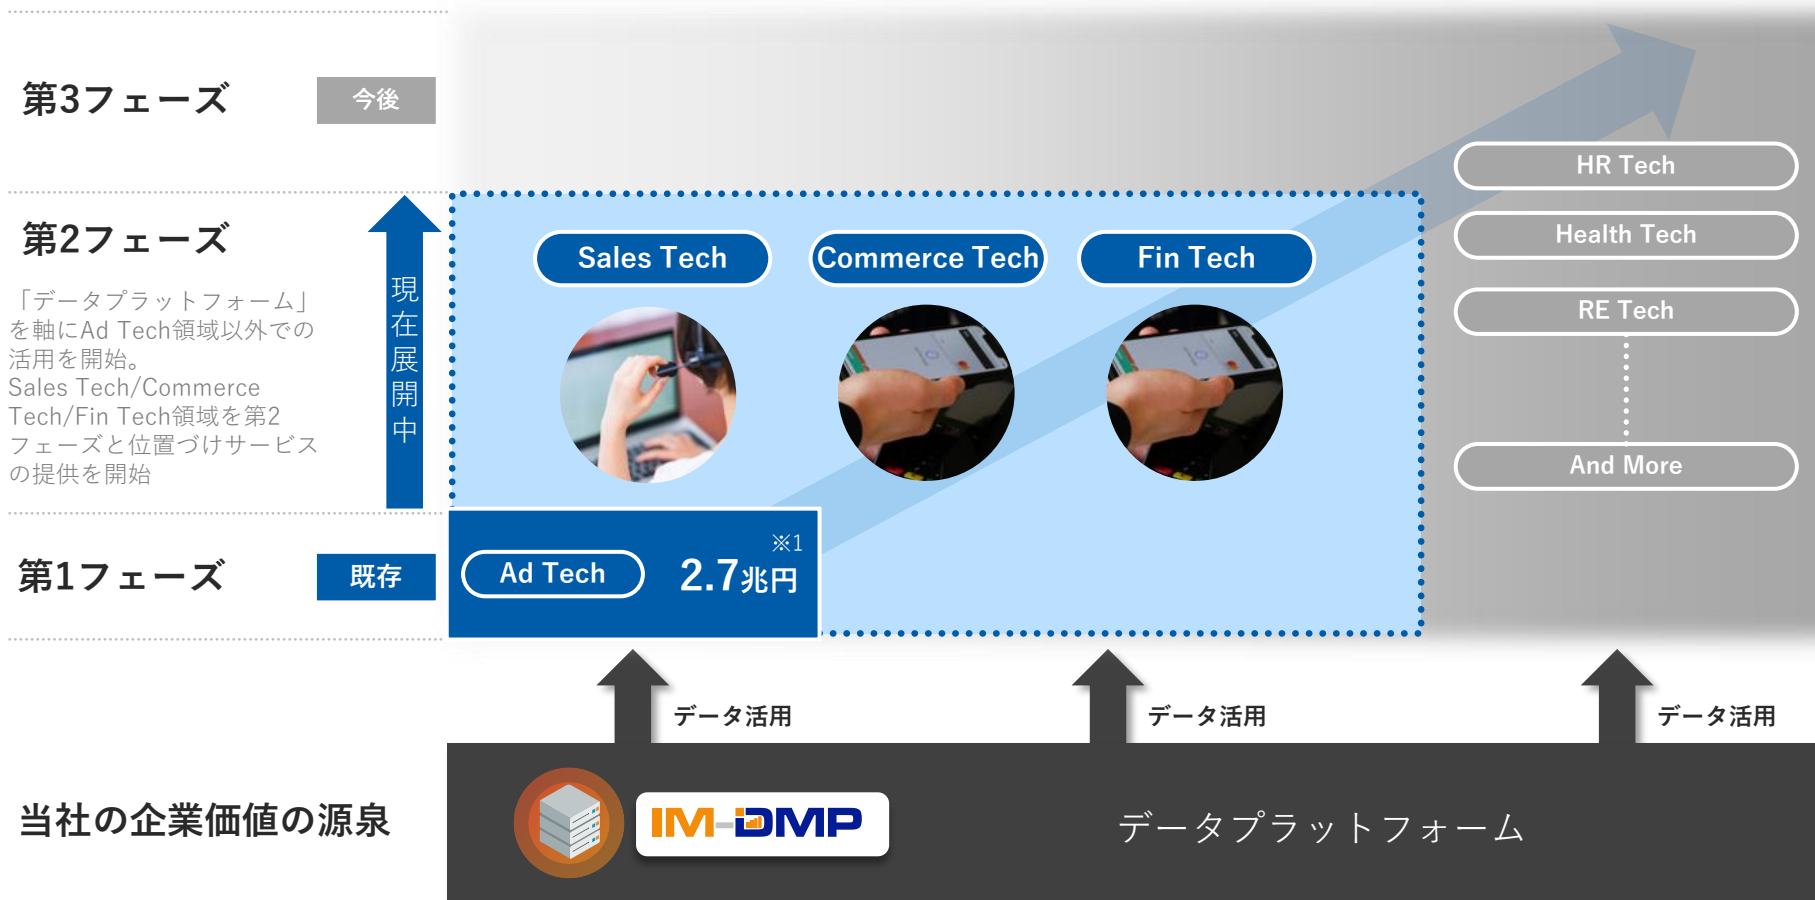 第3フェーズ
今後
HR Tech
第2フェーズ
Sales Tech
Commerce Tech
Fin Tech
Health Tech
RE Tech
And More
「データプラットフォーム」
を軸にAd Tech領域以外での
活用を開始。
Sales Tech/Commerce
Tech/Fin Tech領域を第2
フェーズと位置づけサービス
の提供を開始
現在展開中
第1フェーズ
既存
Ad Tech
※1
2.7兆円
データ活用
データ活用
データ活用
当社の企業価値の源泉
IM-DMP
データプラットフォーム